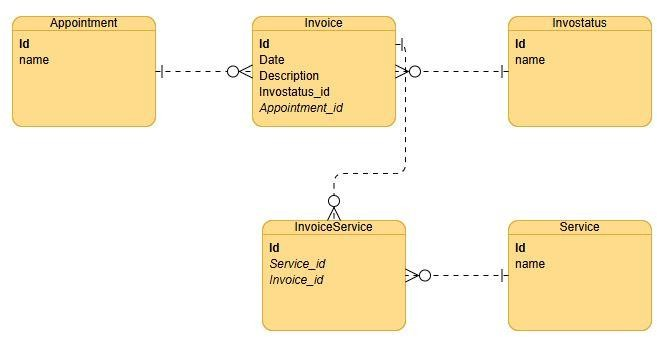 Appointment
Id
name
Invoice
Id
Date
Description
Invostatus_id
Appointment_id
Invostatus
Id
name
InvoiceService
Id
Service_id
Invoice_id
Service
Id
name